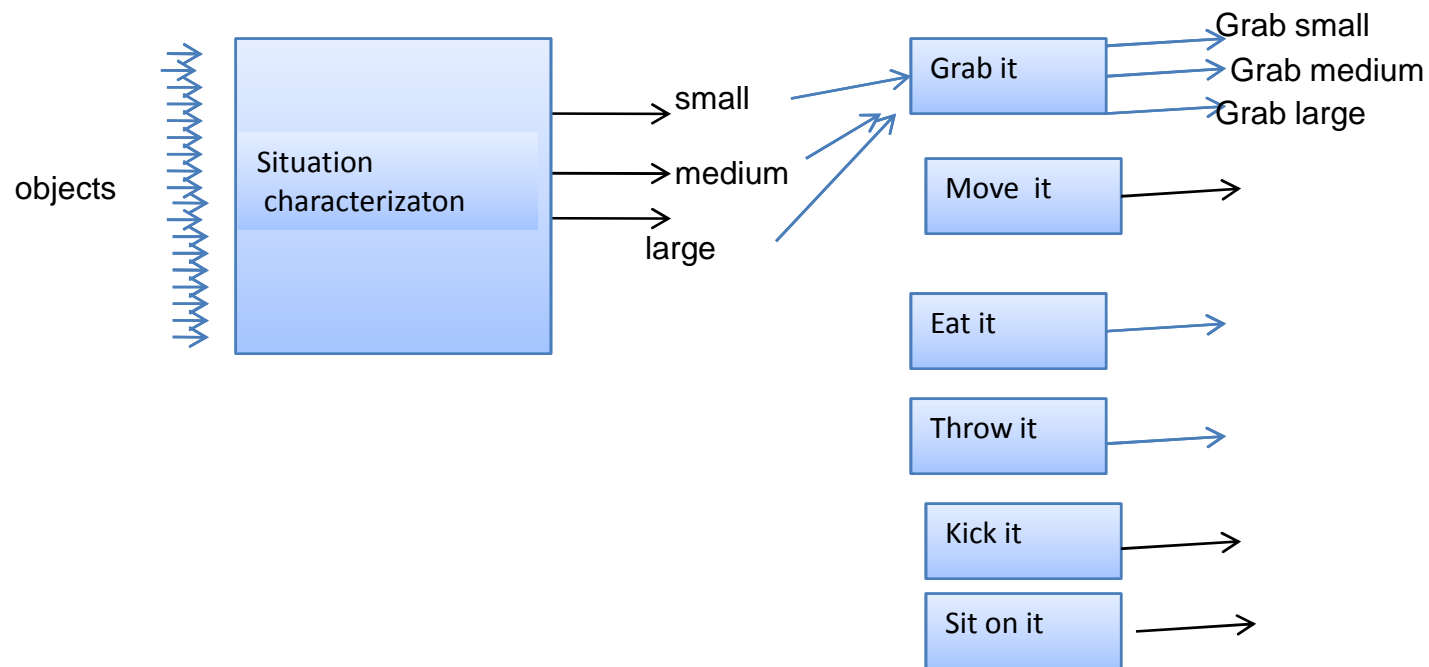 objects
Situation
characterizaton
small
medium
large
Grab it
Grab small
Grab medium
Grab large
Move it
Eat it
Throw it
Kick it
Sit on it